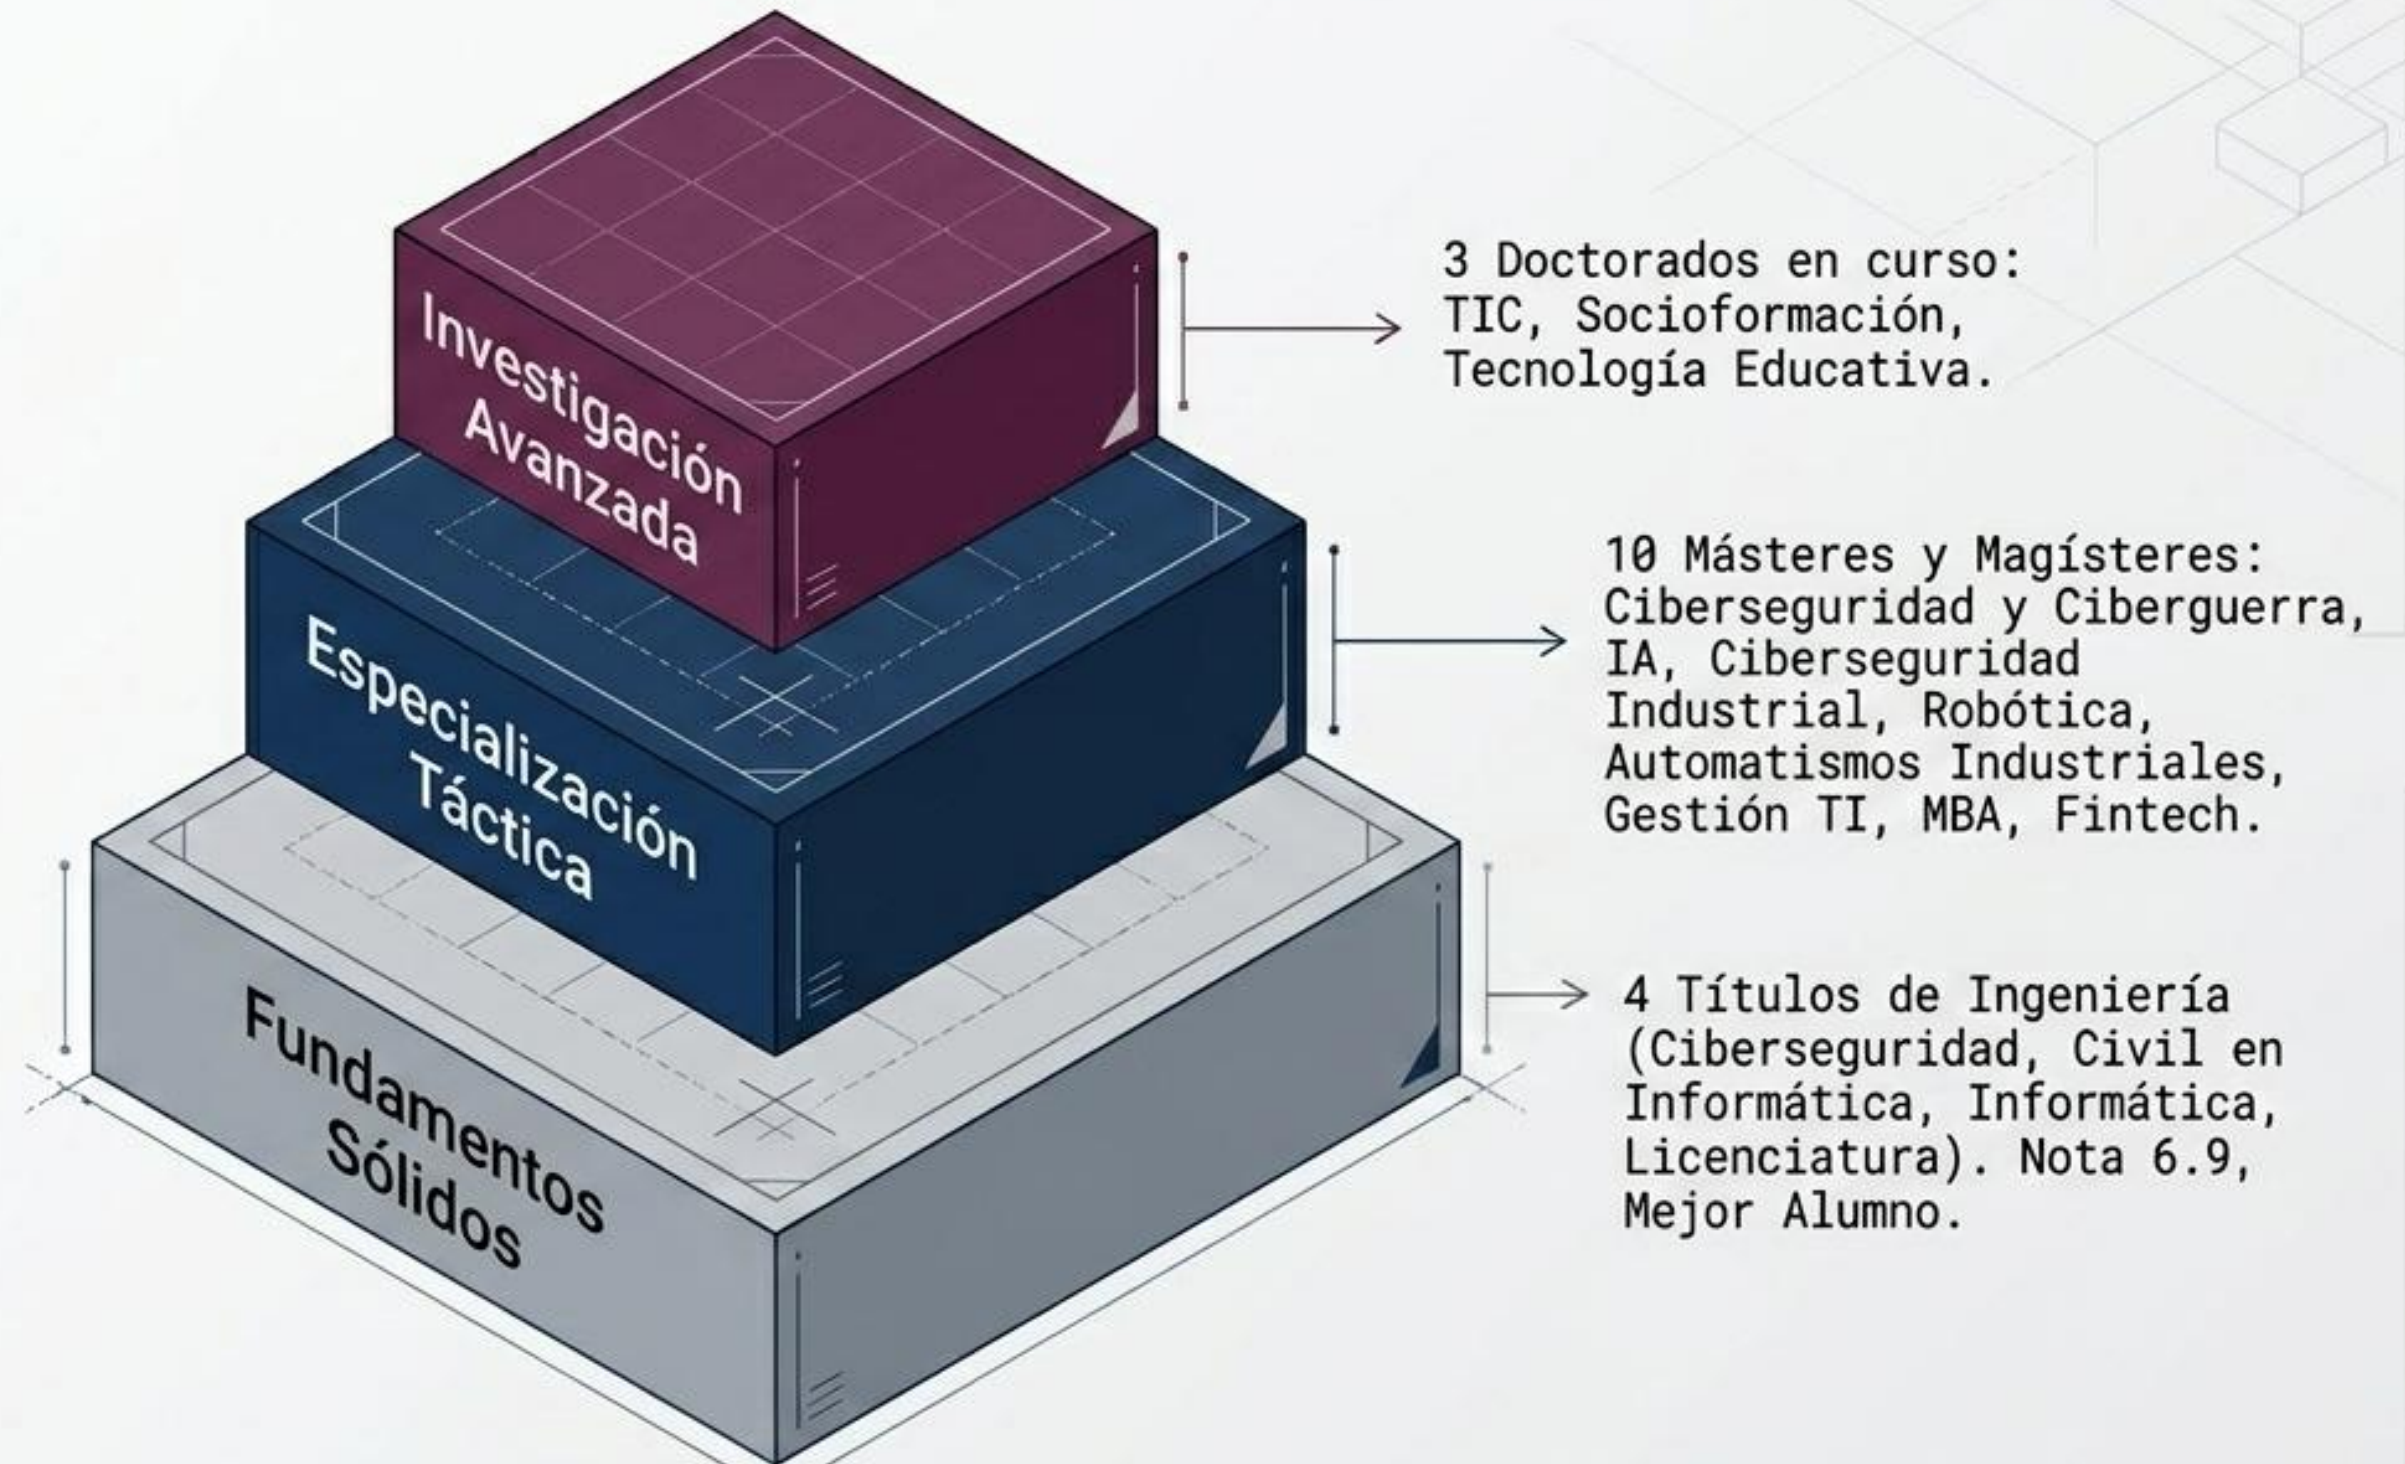 Investigación
Avanzada
3 Doctorados en curso:
TIC, Socioformación,
Tecnología Educativa.
Especialización
Táctica
10 Másteres y Magísteres:
Ciberseguridad y Ciberguerra,
IA, Ciberseguridad
Industrial, Robótica,
Automatismos Industriales,
Gestión TI, MBA, Fintech.
Fundamentos
Sólidos
4 Títulos de Ingeniería
(Ciberseguridad, Civil en
Informática, Informática,
Licenciatura). Nota 6.9,
Mejor Alumno.